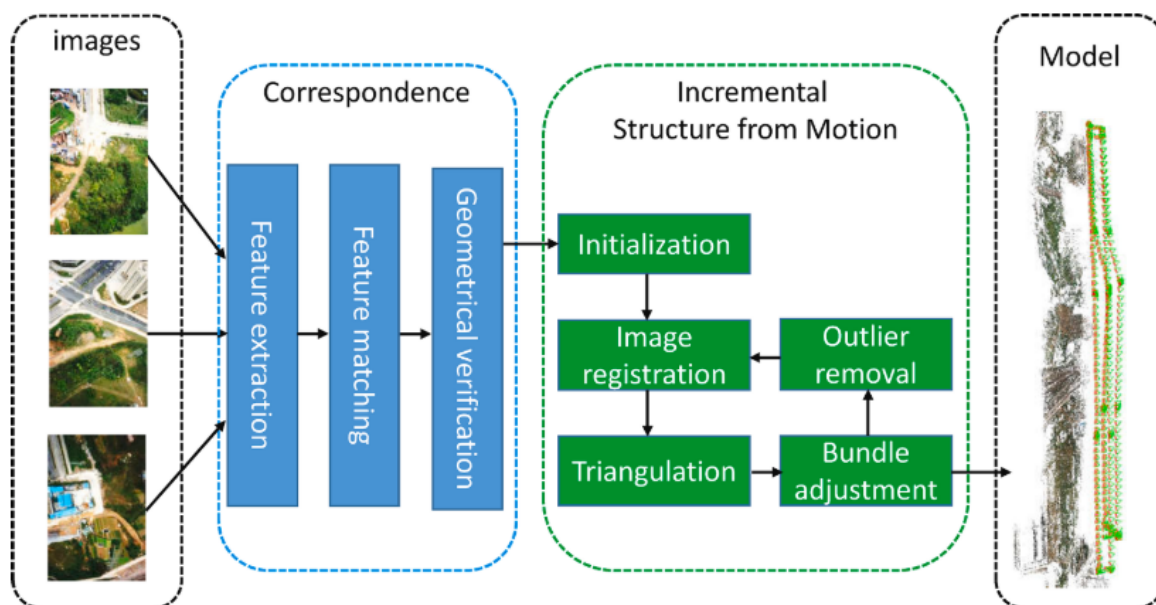 images
Correspondence
Feature extraction
Feature matching
Geometrical verification
Incremental
Structure from Motion
Initialization
Image
registration
Outlier
removal
Triangulation
Bundle
adjustment
Model